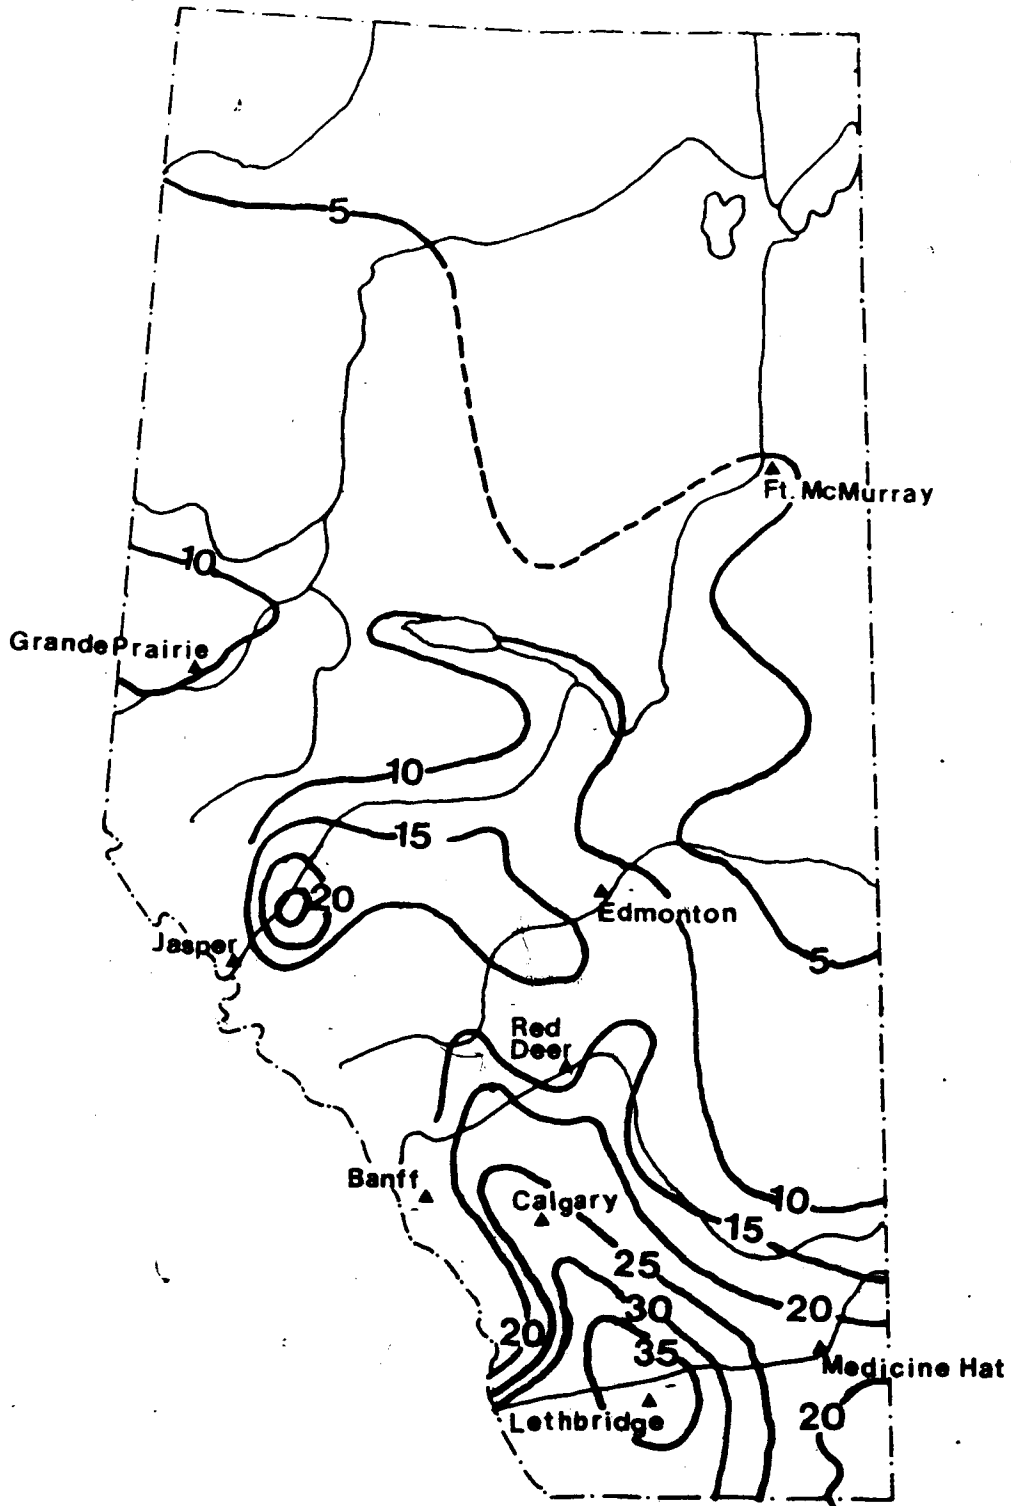 5
Ft. McMurray
10
Grande Prairie
10
15
20
Edmonton
Jasper
5
Red
Deer
Banff
10
Calgary
15
25
20
30
20
35
Medicine Hat
20
Lethbridge